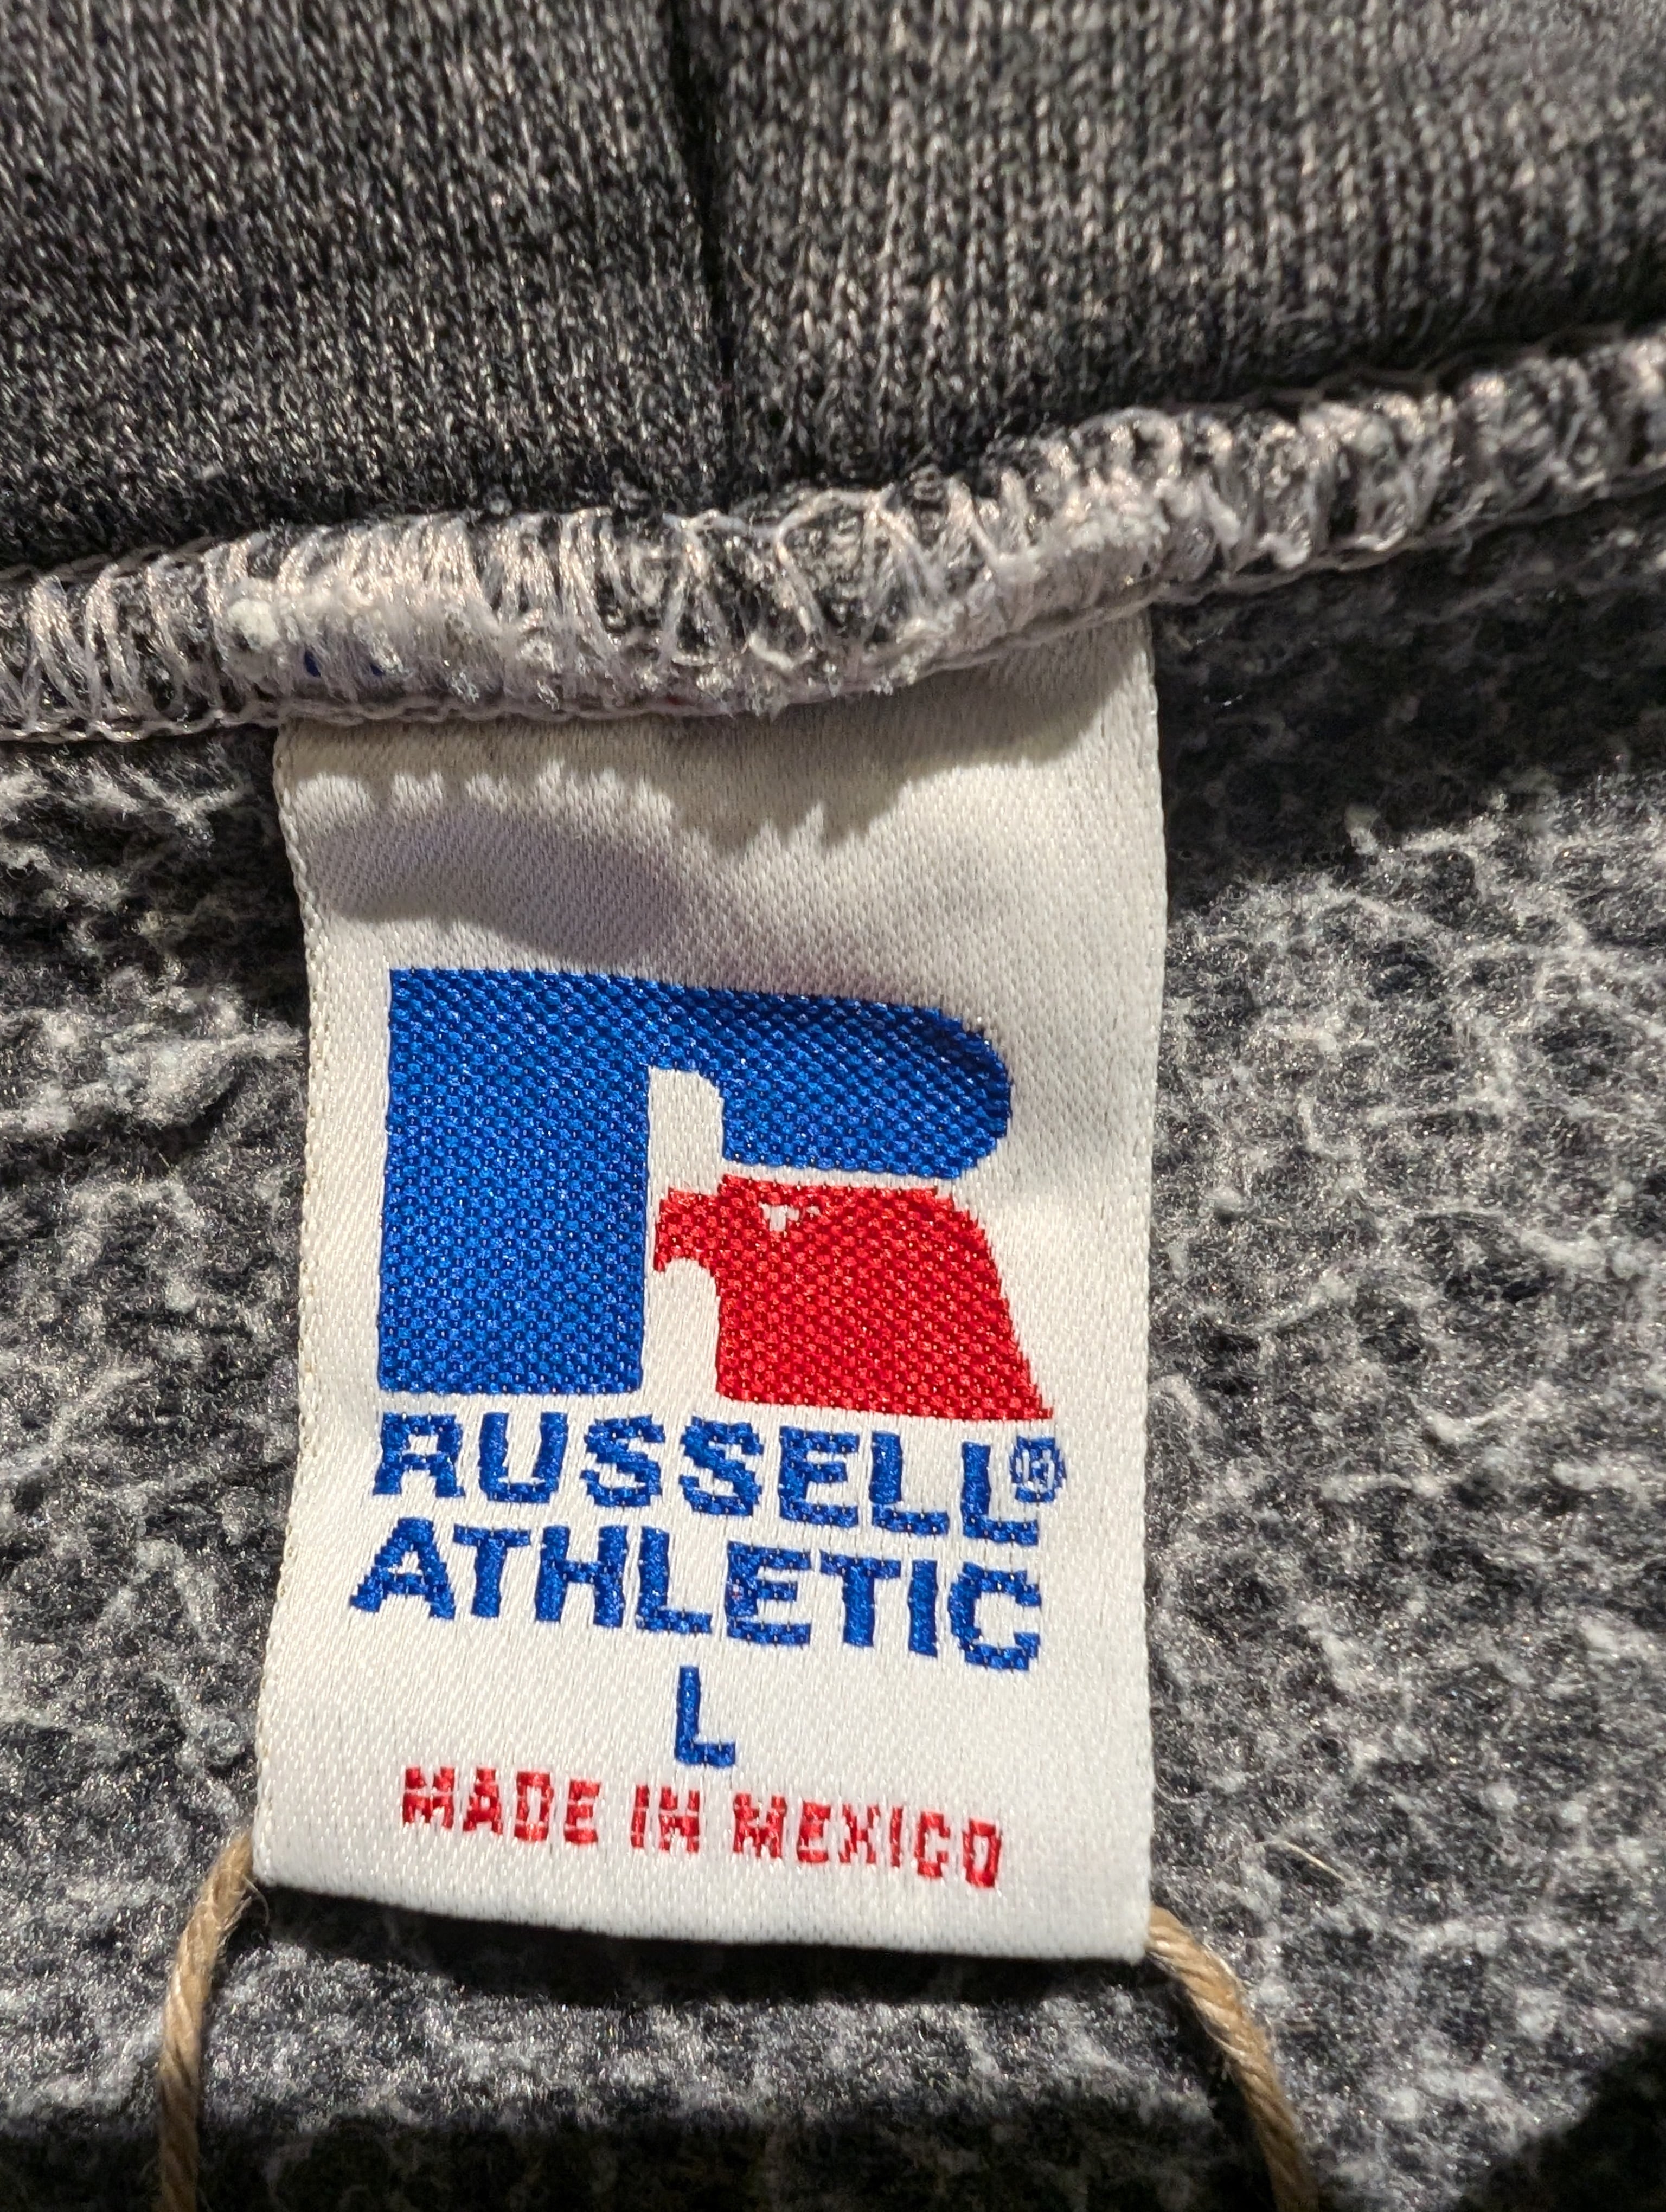 RUSSELL®
ATHLETIC
L
MADE IN MEXICO